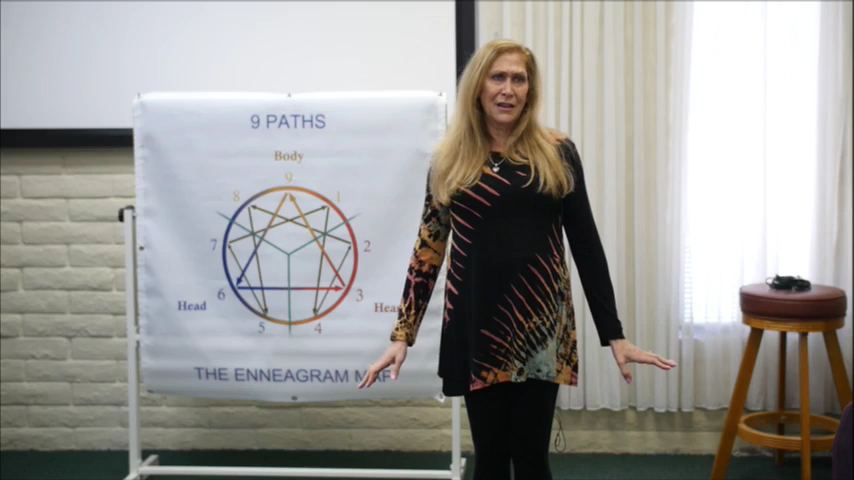 9 PATHS
Body
9
8 1
7 2
6 3
Head
5 4
THE ENNEAGRAM